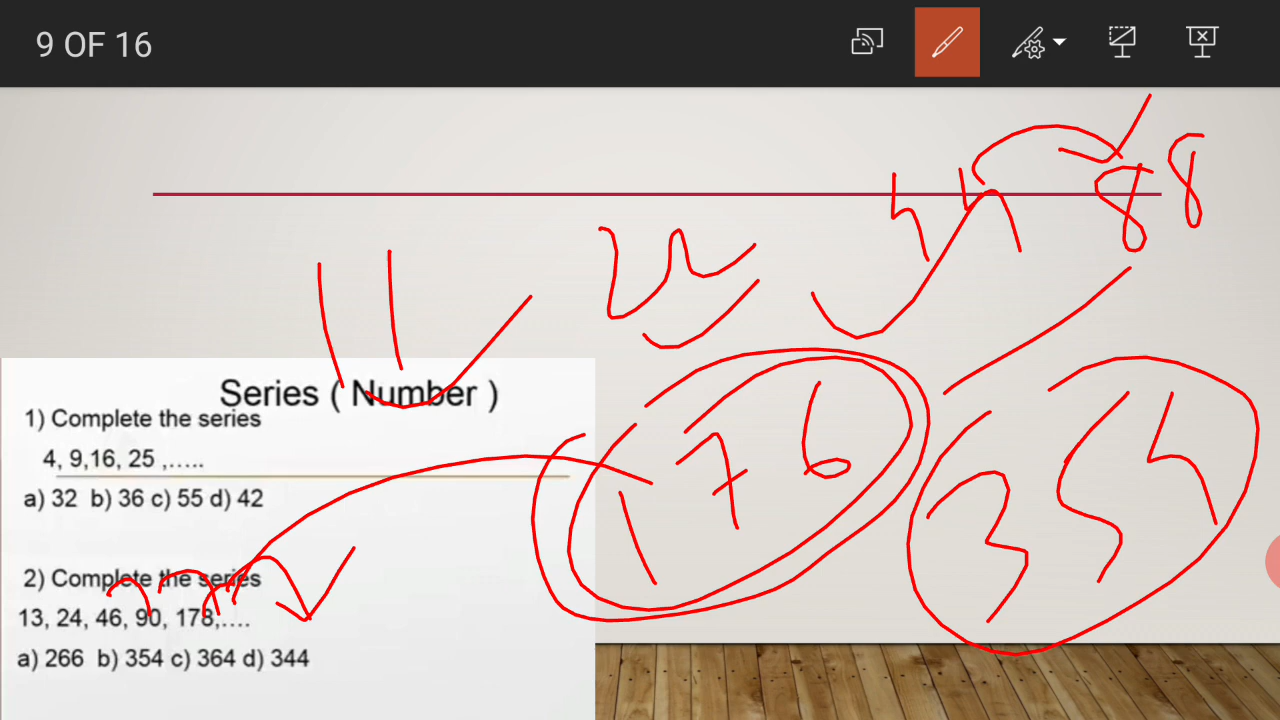 9 OF 16
44 88
22
11
176
354
Series ( Number )
1) Complete the series
4, 9,16, 25 ,.....
a) 32 b) 36 c) 55 d) 42
2) Complete the series
13, 24, 46, 90, 178,....
a) 266 b) 354 c) 364 d) 344